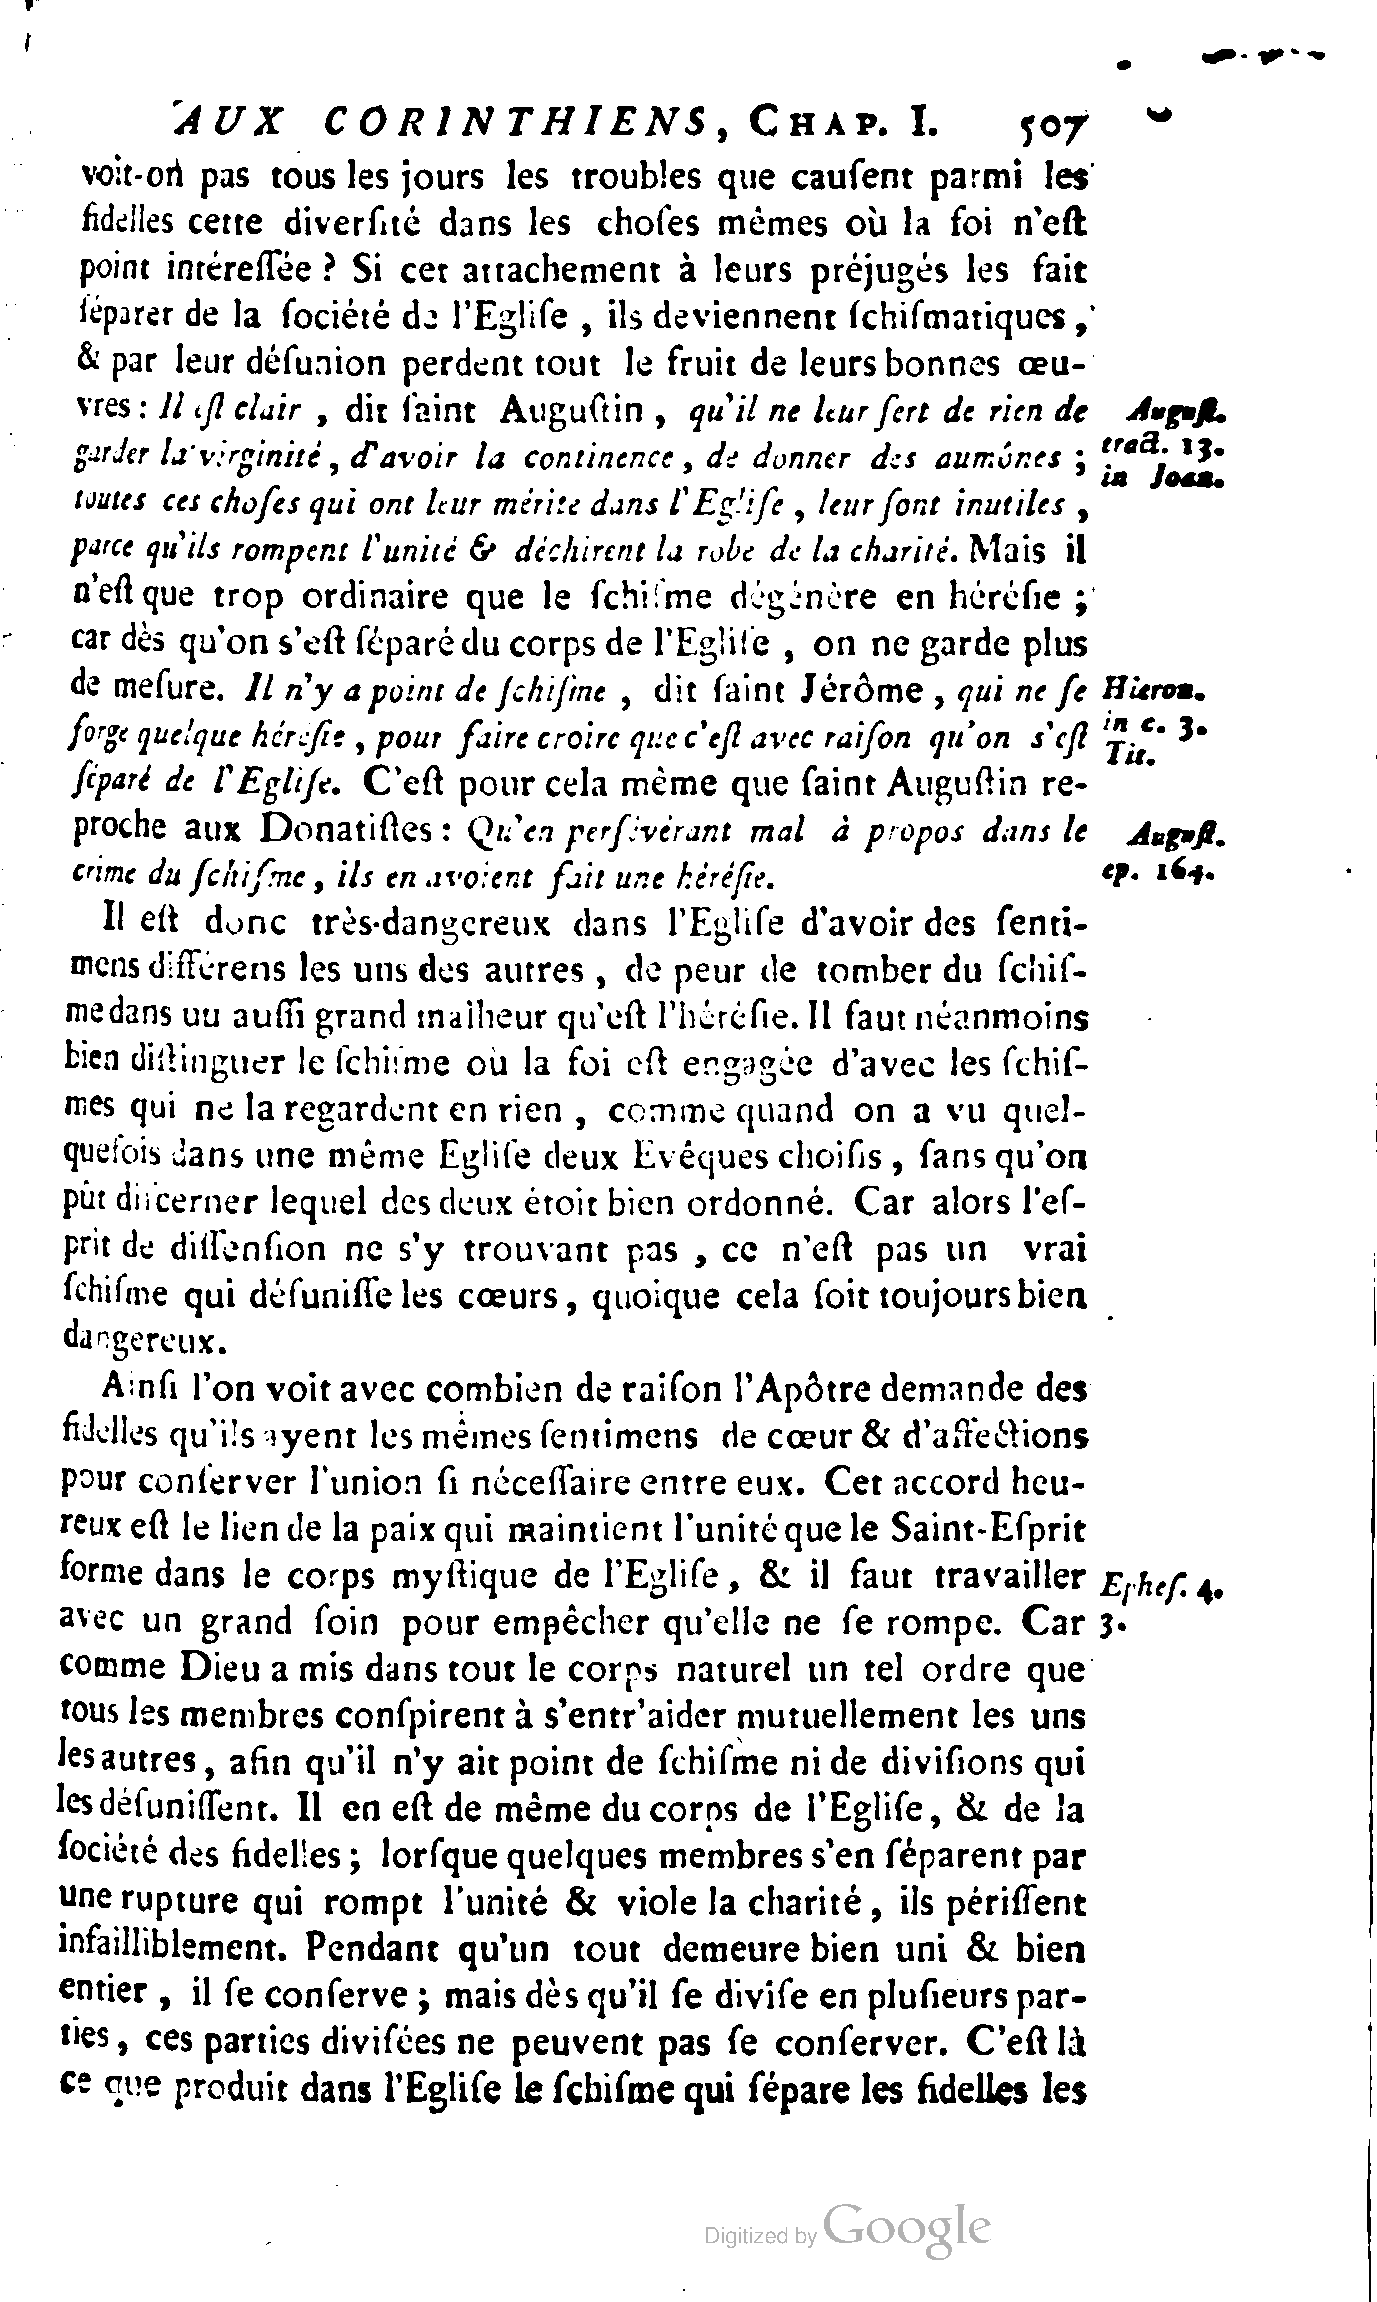 AUX CORINTHIENS, CHAP. I. 507
voit-on pas tous les jours les troubles que cauſent parmi les
fidelles cette diverſité dans les choſes mêmes où la foi n'eſt
point intéreſſée ? Si cet attachement à leurs préjugés les fait
ſéparer de la ſociété de l'Egliſe , ils deviennent ſchiſmatiques ,
& par leur déſunion perdent tout le fruit de leurs bonnes œu-
vres : Il eſt clair , dit ſaint Auguſtin , qu'il ne leur ſert de rien de
garder la virginité , d'avoir la continence , de donner des aumônes ;
toutes ces choſes qui ont leur mérite dans l'Egliſe , leur ſont inutiles ,
parce qu'ils rompent l'unité & déchirent la robe de la charité. Mais il
n'eſt que trop ordinaire que le ſchiſme dégénère en héréſie ;
car dès qu'on s'eſt ſéparé du corps de l'Egliſe , on ne garde plus
de meſure. Il n'y a point de ſchiſme , dit ſaint Jérôme , qui ne ſe
forge quelque héréſie , pour faire croire que c'eſt avec raiſon qu'on s'eſt
ſéparé de l'Egliſe. C'eſt pour cela même que ſaint Auguſtin re-
proche aux Donatiſtes : Qu'en perſévérant mal à propos dans le
crime du ſchiſme , ils en avoient fait une héréſie.
Auguſt.
tract. 13.
in Joan.
Hieron.
in c. 3.
Tit.
Auguſt.
ep. 164.
Il eſt donc très-dangereux dans l'Egliſe d'avoir des ſenti-
mens différens les uns des autres , de peur de tomber du ſchiſ-
me dans uu auſſi grand malheur qu'eſt l'héréſie. Il faut néanmoins
bien diſtinguer le ſchiſme où la foi eſt engagée d'avec les ſchiſ-
mes qui ne la regardent en rien , comme quand on a vu quel-
quefois dans une même Egliſe deux Evêques choiſis , ſans qu'on
pût diſcerner lequel des deux étoit bien ordonné. Car alors l'eſ-
prit de diſſenſion ne s'y trouvant pas , ce n'eſt pas un vrai
ſchiſme qui déſuniſſe les cœurs , quoique cela ſoit toujours bien
dangereux.
Ainſi l'on voit avec combien de raiſon l'Apôtre demande des
fidelles qu'ils ayent les mêmes ſentimens de cœur & d'affections
pour conſerver l'union ſi néceſſaire entre eux. Cet accord heu-
reux eſt le lien de la paix qui maintient l'unité que le Saint-Eſprit
forme dans le corps myſtique de l'Egliſe , & il faut travailler
avec un grand ſoin pour empêcher qu'elle ne ſe rompe. Car
Epheſ. 4.
3.
comme Dieu a mis dans tout le corps naturel un tel ordre que
tous les membres conſpirent à s'entr'aider mutuellement les uns
les autres , afin qu'il n'y ait point de ſchiſme ni de diviſions qui
les déſuniſſent. Il en eſt de même du corps de l'Egliſe , & de la
ſociété des fidelles ; lorſque quelques membres s'en ſéparent par
une rupture qui rompt l'unité & viole la charité , ils périſſent
infailliblement. Pendant qu'un tout demeure bien uni & bien
entier , il ſe conſerve ; mais dès qu'il ſe diviſe en pluſieurs par-
ties , ces parties diviſées ne peuvent pas ſe conſerver. C'eſt là
ce que produit dans l'Egliſe le ſchiſme qui ſépare les fidelles les
Digitized by Google